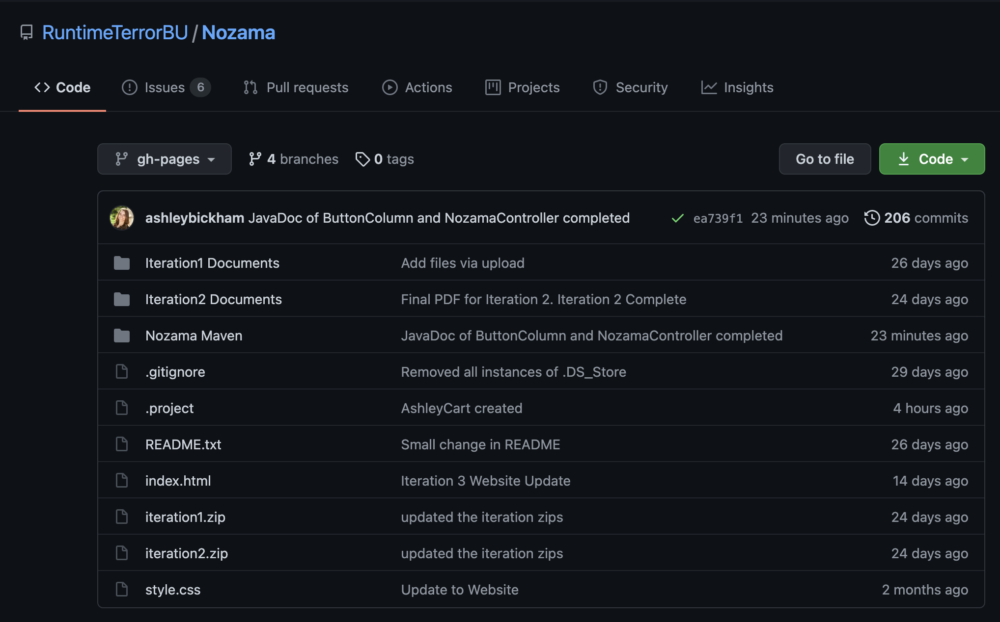 RuntimeTerrorBU / Nozama
Code Issues 6 Pull requests Actions Projects Security Insights
gh-pages 4 branches 0 tags Go to file Code
ashleybickham JavaDoc of ButtonColumn and NozamaController completed ea739f1 23 minutes ago 206 commits
Iteration1 Documents Add files via upload 26 days ago
Iteration2 Documents Final PDF for Iteration 2. Iteration 2 Complete 24 days ago
Nozama Maven JavaDoc of ButtonColumn and NozamaController completed 23 minutes ago
.gitignore Removed all instances of .DS_Store 29 days ago
.project AshleyCart created 4 hours ago
README.txt Small change in README 26 days ago
index.html Iteration 3 Website Update 14 days ago
iteration1.zip updated the iteration zips 24 days ago
iteration2.zip updated the iteration zips 24 days ago
style.css Update to Website 2 months ago